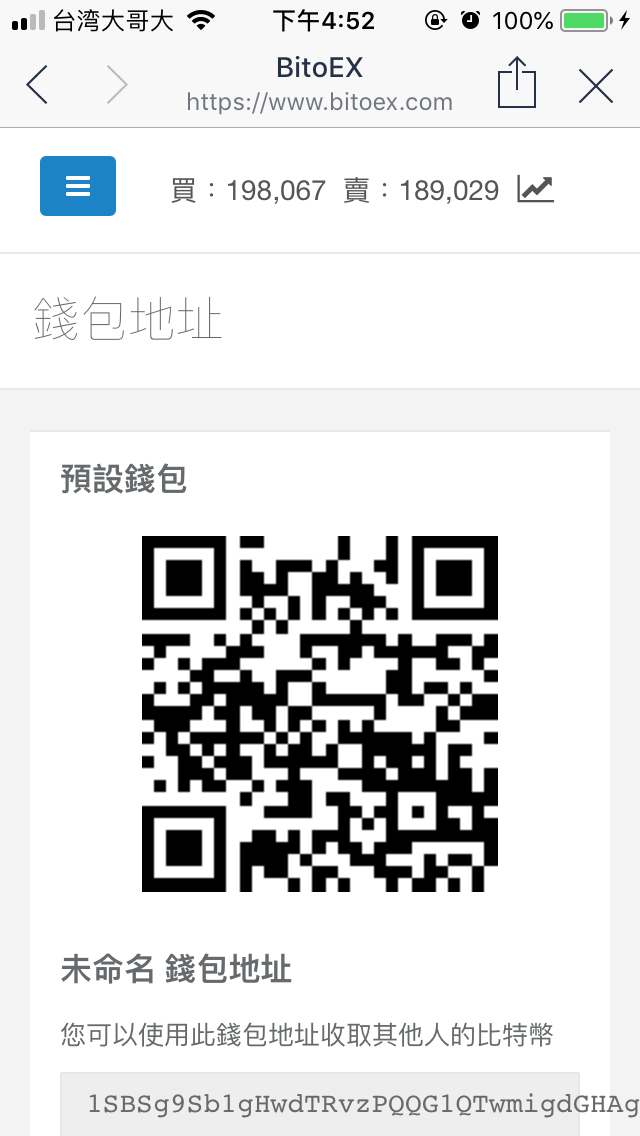 台湾大哥大 下午4:52 100%
BitoEX
https://www.bitoex.com
買：198,067 賣：189,029
錢包地址
預設錢包
未命名 錢包地址
您可以使用此錢包地址收取其他人的比特幣
1SBSg9Sb1gHwdTRvzPQQG1QTwmigdGHAg